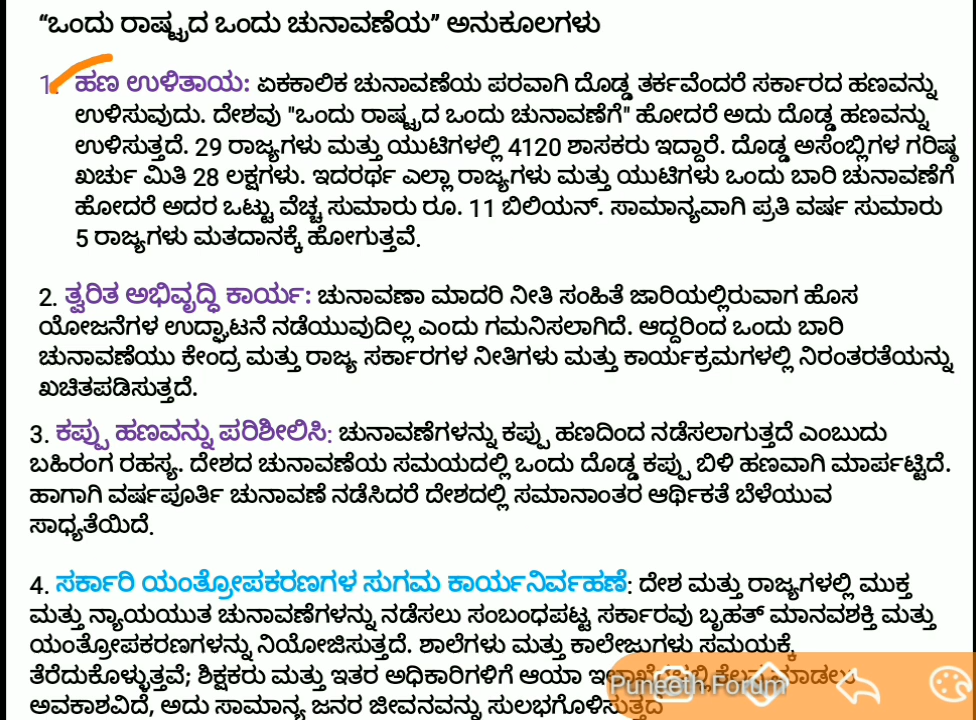 “ಒಂದು ರಾಷ್ಟ್ರದ ಒಂದು ಚುನಾವಣೆಯ” ಅನುಕೂಲಗಳು
1. ಹಣ ಉಳಿತಾಯ: ಏಕಕಾಲಿಕ ಚುನಾವಣೆಯ ಪರವಾಗಿ ದೊಡ್ಡ ತರ್ಕವೆಂದರೆ ಸರ್ಕಾರದ ಹಣವನ್ನು
ಉಳಿಸುವುದು. ದೇಶವು "ಒಂದು ರಾಷ್ಟ್ರದ ಒಂದು ಚುನಾವಣೆಗೆ" ಹೋದರೆ ಅದು ದೊಡ್ಡ ಹಣವನ್ನು
ಉಳಿಸುತ್ತದೆ. 29 ರಾಜ್ಯಗಳು ಮತ್ತು ಯುಟಿಗಳಲ್ಲಿ 4120 ಶಾಸಕರು ಇದ್ದಾರೆ. ದೊಡ್ಡ ಅಸೆಂಬ್ಲಿಗಳ ಗರಿಷ್ಠ
ಖರ್ಚು ಮಿತಿ 28 ಲಕ್ಷಗಳು. ಇದರರ್ಥ ಎಲ್ಲಾ ರಾಜ್ಯಗಳು ಮತ್ತು ಯುಟಿಗಳು ಒಂದು ಬಾರಿ ಚುನಾವಣೆಗೆ
ಹೋದರೆ ಅದರ ಒಟ್ಟು ವೆಚ್ಚ ಸುಮಾರು ರೂ. 11 ಬಿಲಿಯನ್. ಸಾಮಾನ್ಯವಾಗಿ ಪ್ರತಿ ವರ್ಷ ಸುಮಾರು
5 ರಾಜ್ಯಗಳು ಮತದಾನಕ್ಕೆ ಹೋಗುತ್ತವೆ.
2. ತ್ವರಿತ ಅಭಿವೃದ್ಧಿ ಕಾರ್ಯ: ಚುನಾವಣಾ ಮಾದರಿ ನೀತಿ ಸಂಹಿತೆ ಜಾರಿಯಲ್ಲಿರುವಾಗ ಹೊಸ
ಯೋಜನೆಗಳ ಉದ್ಘಾಟನೆ ನಡೆಯುವುದಿಲ್ಲ ಎಂದು ಗಮನಿಸಲಾಗಿದೆ. ಆದ್ದರಿಂದ ಒಂದು ಬಾರಿ
ಚುನಾವಣೆಯು ಕೇಂದ್ರ ಮತ್ತು ರಾಜ್ಯ ಸರ್ಕಾರಗಳ ನೀತಿಗಳು ಮತ್ತು ಕಾರ್ಯಕ್ರಮಗಳಲ್ಲಿ ನಿರಂತರತೆಯನ್ನು
ಖಚಿತಪಡಿಸುತ್ತದೆ.
3. ಕಪ್ಪು ಹಣವನ್ನು ಪರಿಶೀಲಿಸಿ: ಚುನಾವಣೆಗಳನ್ನು ಕಪ್ಪು ಹಣದಿಂದ ನಡೆಸಲಾಗುತ್ತದೆ ಎಂಬುದು
ಬಹಿರಂಗ ರಹಸ್ಯ. ದೇಶದ ಚುನಾವಣೆಯ ಸಮಯದಲ್ಲಿ ಒಂದು ದೊಡ್ಡ ಕಪ್ಪು ಬಿಳಿ ಹಣವಾಗಿ ಮಾರ್ಪಟ್ಟಿದೆ.
ಹಾಗಾಗಿ ವರ್ಷಪೂರ್ತಿ ಚುನಾವಣೆ ನಡೆಸಿದರೆ ದೇಶದಲ್ಲಿ ಸಮಾನಾಂತರ ಆರ್ಥಿಕತೆ ಬೆಳೆಯುವ
ಸಾಧ್ಯತೆಯಿದೆ.
4. ಸರ್ಕಾರಿ ಯಂತ್ರೋಪಕರಣಗಳ ಸುಗಮ ಕಾರ್ಯನಿರ್ವಹಣೆ: ದೇಶ ಮತ್ತು ರಾಜ್ಯಗಳಲ್ಲಿ ಮುಕ್ತ
ಮತ್ತು ನ್ಯಾಯಯುತ ಚುನಾವಣೆಗಳನ್ನು ನಡೆಸಲು ಸಂಬಂಧಪಟ್ಟ ಸರ್ಕಾರವು ಬೃಹತ್ ಮಾನವಶಕ್ತಿ ಮತ್ತು
ಯಂತ್ರೋಪಕರಣಗಳನ್ನು ನಿಯೋಜಿಸುತ್ತದೆ. ಶಾಲೆಗಳು ಮತ್ತು ಕಾಲೇಜುಗಳು ಸಮಯಕ್ಕೆ
ತೆರೆದುಕೊಳ್ಳುತ್ತವೆ; ಶಿಕ್ಷಕರು ಮತ್ತು ಇತರ ಅಧಿಕಾರಿಗಳಿಗೆ ಆಯಾ
Puneeth Forum
ಅವಕಾಶವಿದೆ, ಅದು ಸಾಮಾನ್ಯ ಜನರ ಜೀವನವನ್ನು ಸುಲಭಗೊಳಿಸುತ್ತದೆ